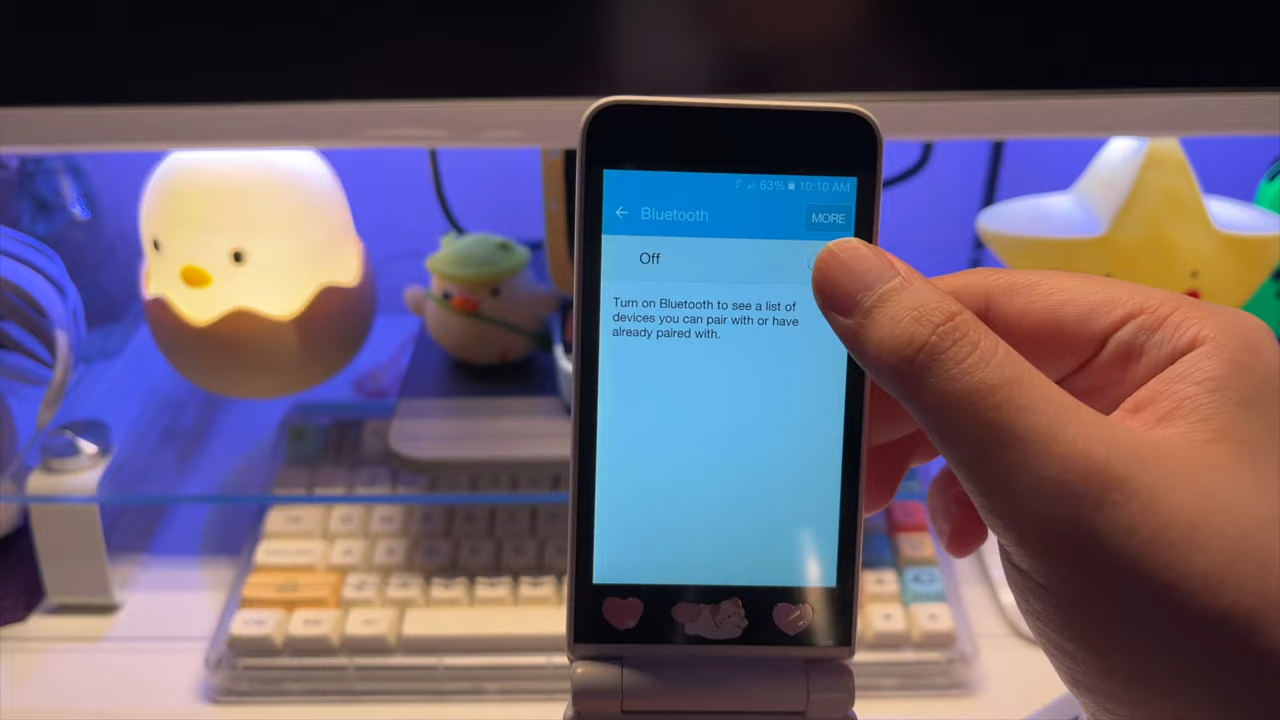 63% 10:10 AM
Bluetooth
MORE
Off
Turn on Bluetooth to see a list of
devices you can pair with or have
already paired with.